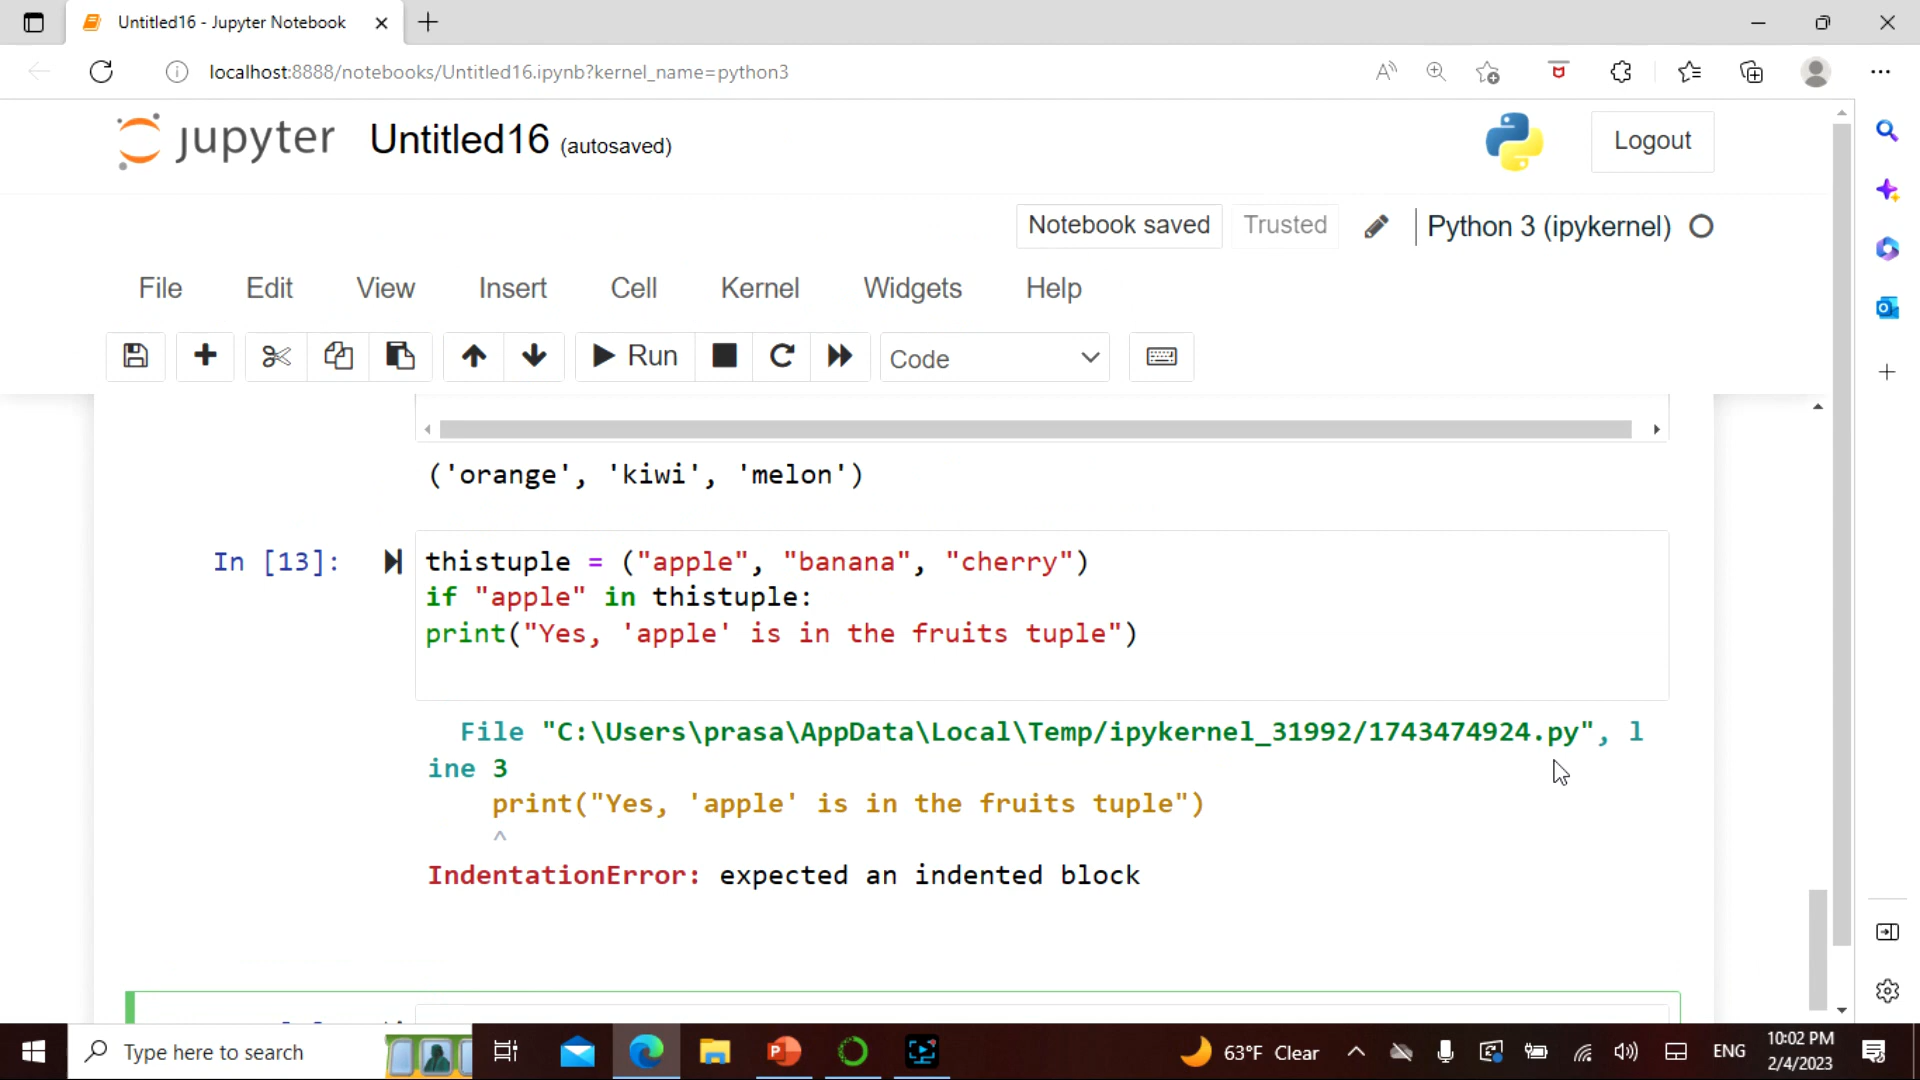 Untitled16 - Jupyter Notebook
localhost:8888/notebooks/Untitled16.ipynb?kernel_name=python3
jupyter Untitled16 (autosaved)
Logout
Notebook saved Trusted Python 3 (ipykernel)
File Edit View Insert Cell Kernel Widgets Help
Run Code
('orange', 'kiwi', 'melon')
In [13]: thistuple = ("apple", "banana", "cherry")
if "apple" in thistuple:
print("Yes, 'apple' is in the fruits tuple")
File "C:\Users\prasa\AppData\Local\Temp/ipykernel_31992/1743474924.py", l
ine 3
print("Yes, 'apple' is in the fruits tuple")
^
IndentationError: expected an indented block
Type here to search
63°F Clear
ENG
10:02 PM
2/4/2023